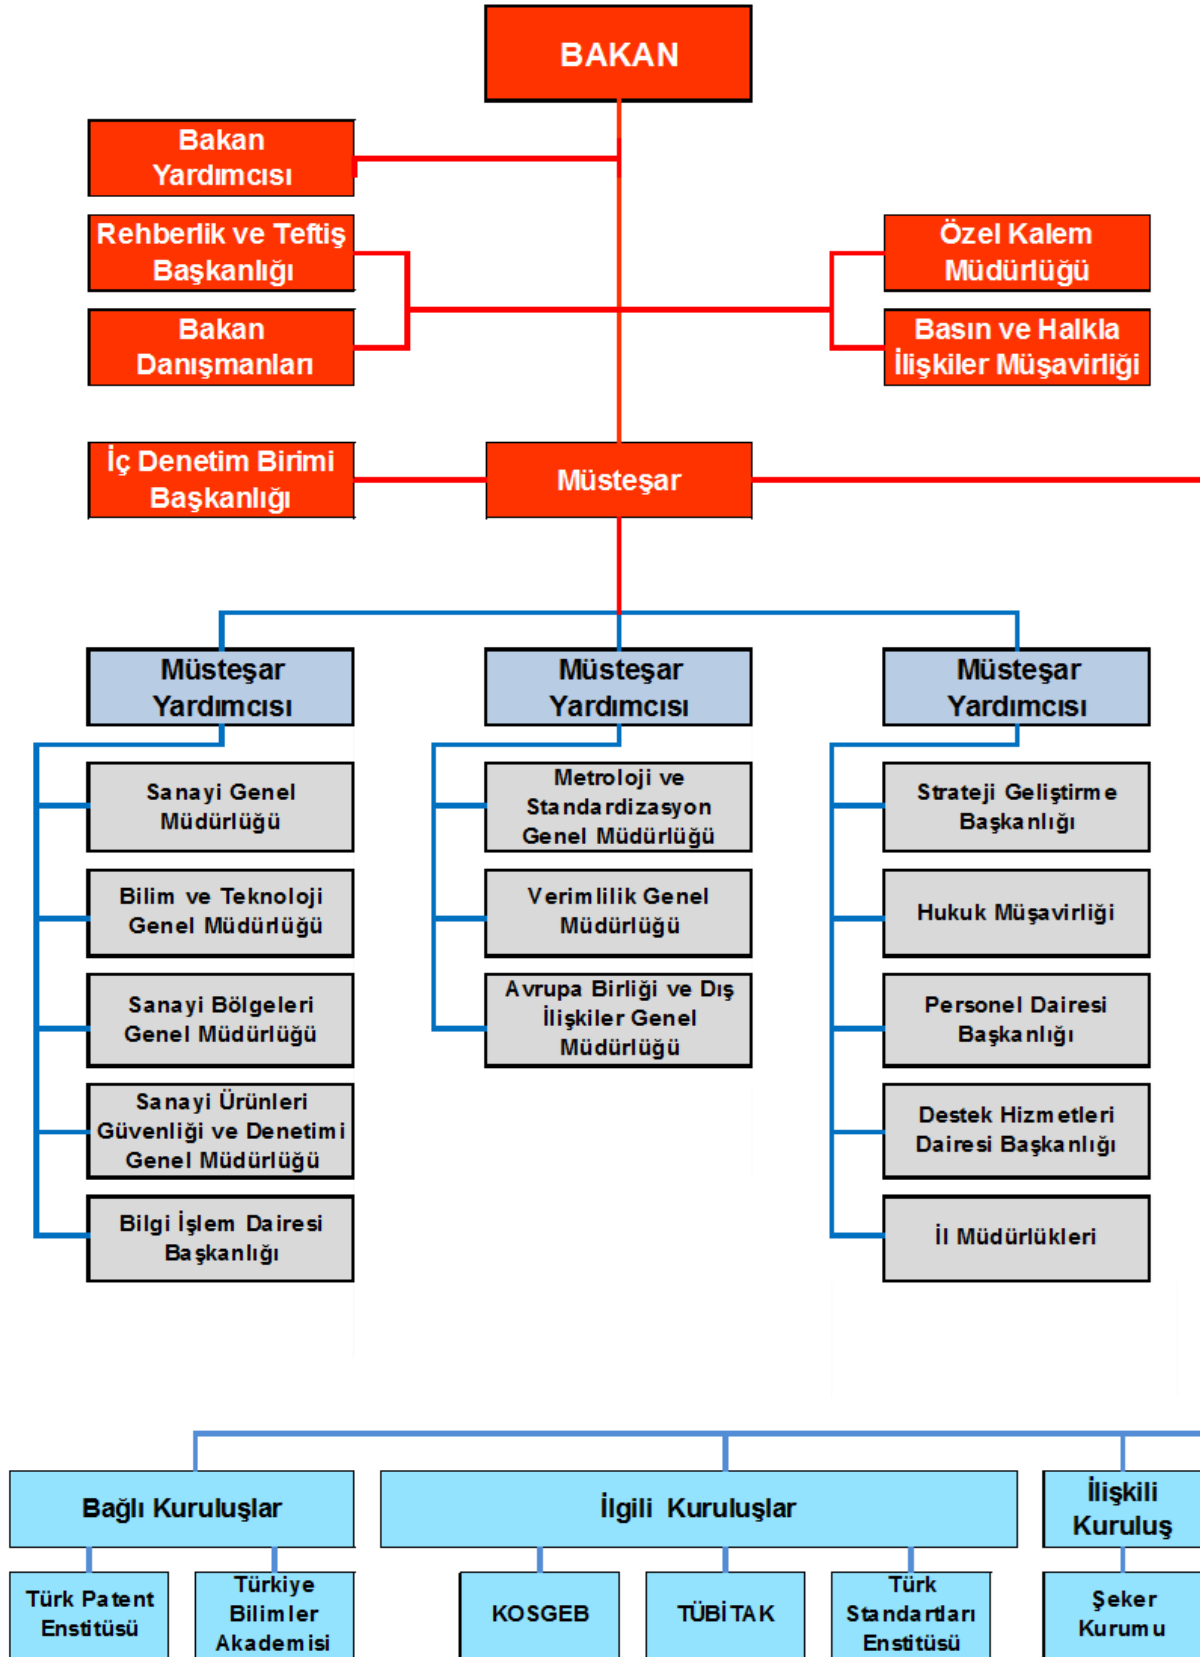 BAKAN
Bakan
Yardımcısı
Rehberlik ve Teftiş
Başkanlığı
Özel Kalem
Müdürlüğü
Bakan
Danışmanları
Basın ve Halkla
İlişkiler Müşavirliği
İç Denetim Birimi
Başkanlığı
Müsteşar
Müsteşar
Yardımcısı
Müsteşar
Yardımcısı
Müsteşar
Yardımcısı
Sanayi Genel
Müdürlüğü
Bilim ve Teknoloji
Genel Müdürlüğü
Sanayi Bölgeleri
Genel Müdürlüğü
Sanayi Ürünleri
Güvenliği ve Denetimi
Genel Müdürlüğü
Bilgi İşlem Dairesi
Başkanlığı
Metroloji ve
Standardizasyon
Genel Müdürlüğü
Verimlilik Genel
Müdürlüğü
Avrupa Birliği ve Dış
İlişkiler Genel
Müdürlüğü
Strateji Geliştirme
Başkanlığı
Hukuk Müşavirliği
Personel Dairesi
Başkanlığı
Destek Hizmetleri
Dairesi Başkanlığı
İl Müdürlükleri
Bağlı Kuruluşlar
Türk Patent
Enstitüsü
Türkiye
Bilimler
Akademisi
İlgili Kuruluşlar
KOSGEB
TÜBİTAK
Türk
Standartları
Enstitüsü
İlişkili
Kuruluş
Şeker
Kurumu